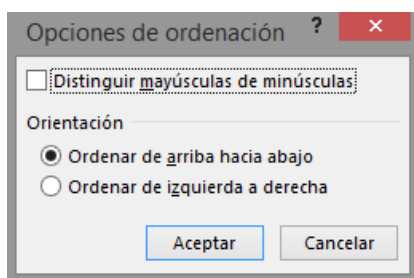 Opciones de ordenación ? ×
Distinguir mayúsculas de minúsculas
Orientación
Ordenar de arriba hacia abajo
Ordenar de izquierda a derecha
Aceptar Cancelar